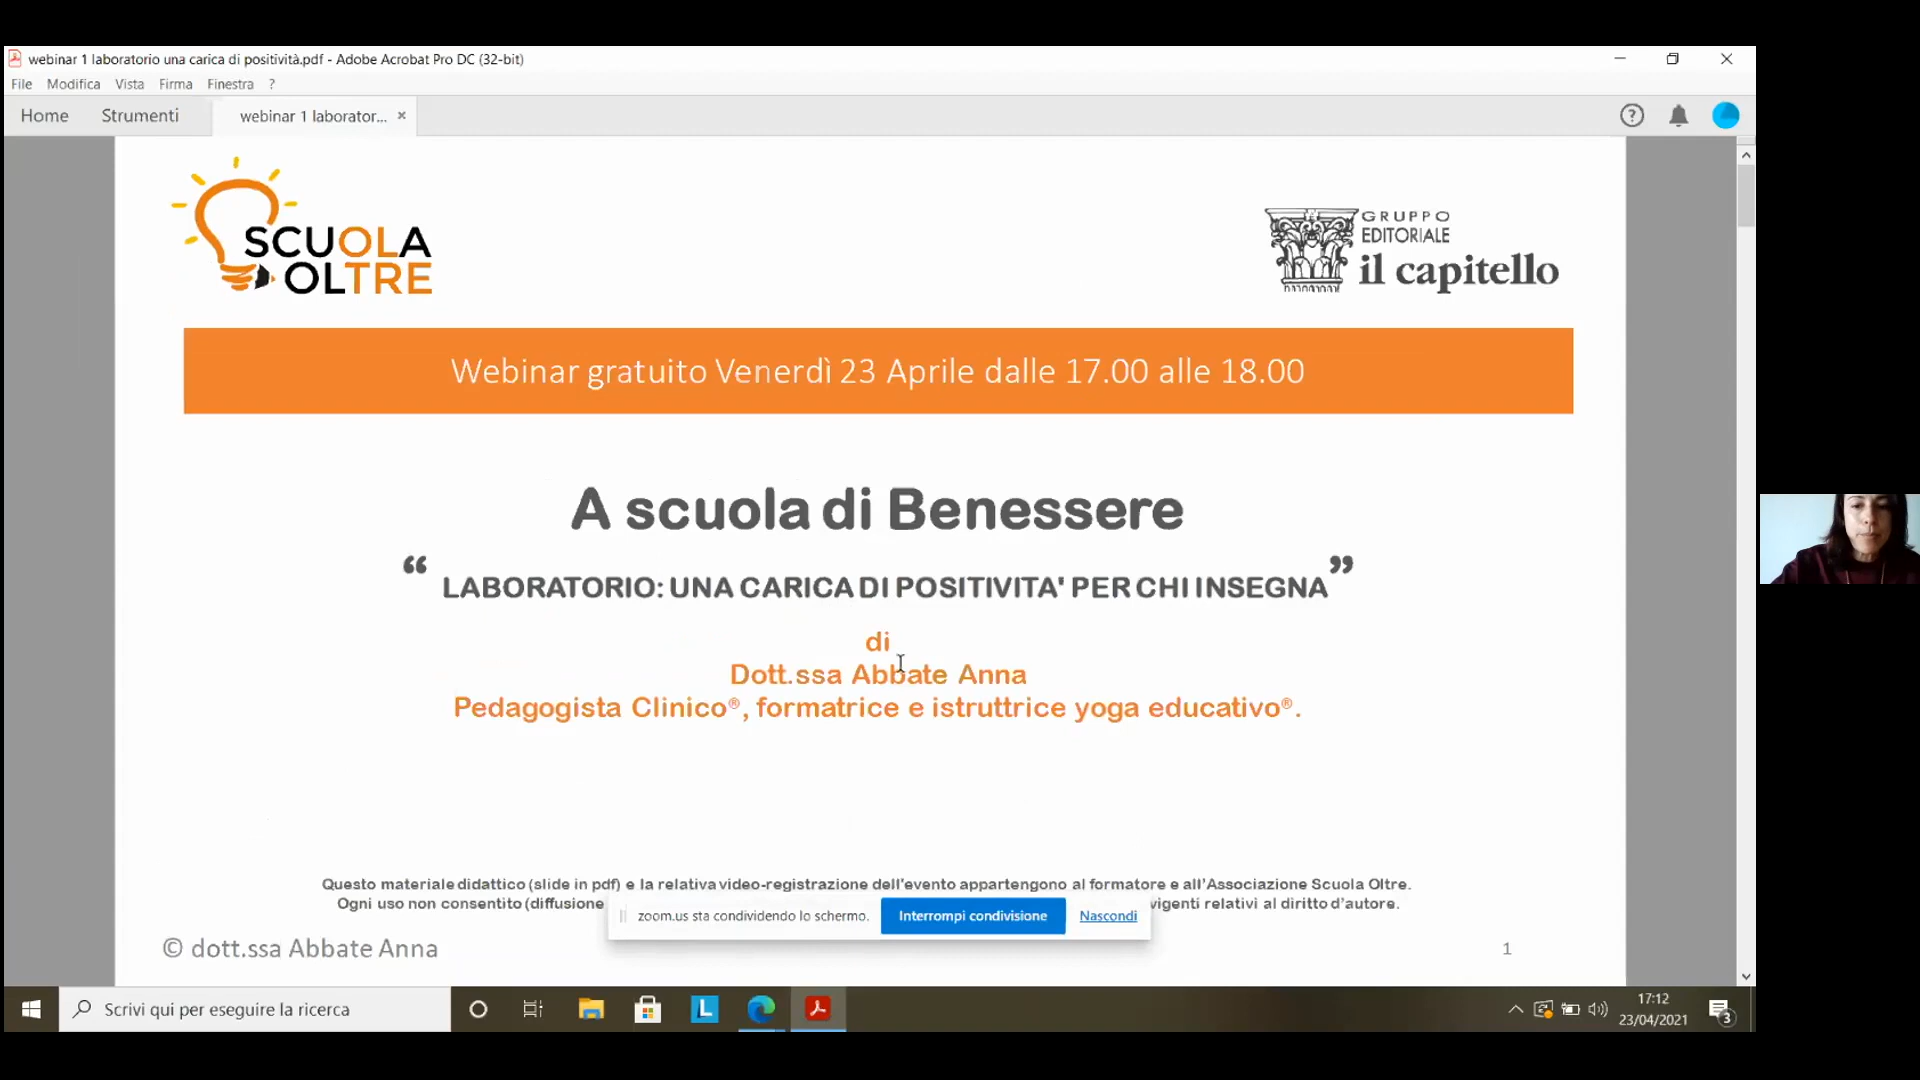 webinar 1 laboratorio una carica di positività.pdf - Adobe Acrobat Pro DC (32-bit)
File Modifica Vista Firma Finestra ?
Home Strumenti webinar 1 laborator... ×
SCUOLA
OLTRE
GRUPPO
EDITORIALE
il capitello
Webinar gratuito Venerdì 23 Aprile dalle 17.00 alle 18.00
A scuola di Benessere
“ LABORATORIO: UNA CARICA DI POSITIVITA' PER CHI INSEGNA ”
di
Dott.ssa Abbate Anna
Pedagogista Clinico®, formatrice e istruttrice yoga educativo®.
Questo materiale didattico (slide in pdf) e la relativa video-registrazione dell'evento appartengono al formatore e all'Associazione Scuola Oltre.
Ogni uso non consentito (diffusione vigenti relativi al diritto d'autore.
zoom.us sta condividendo lo schermo. Interrompi condivisione Nascondi
© dott.ssa Abbate Anna 1
Scrivi qui per eseguire la ricerca
L
17:12
23/04/2021
3